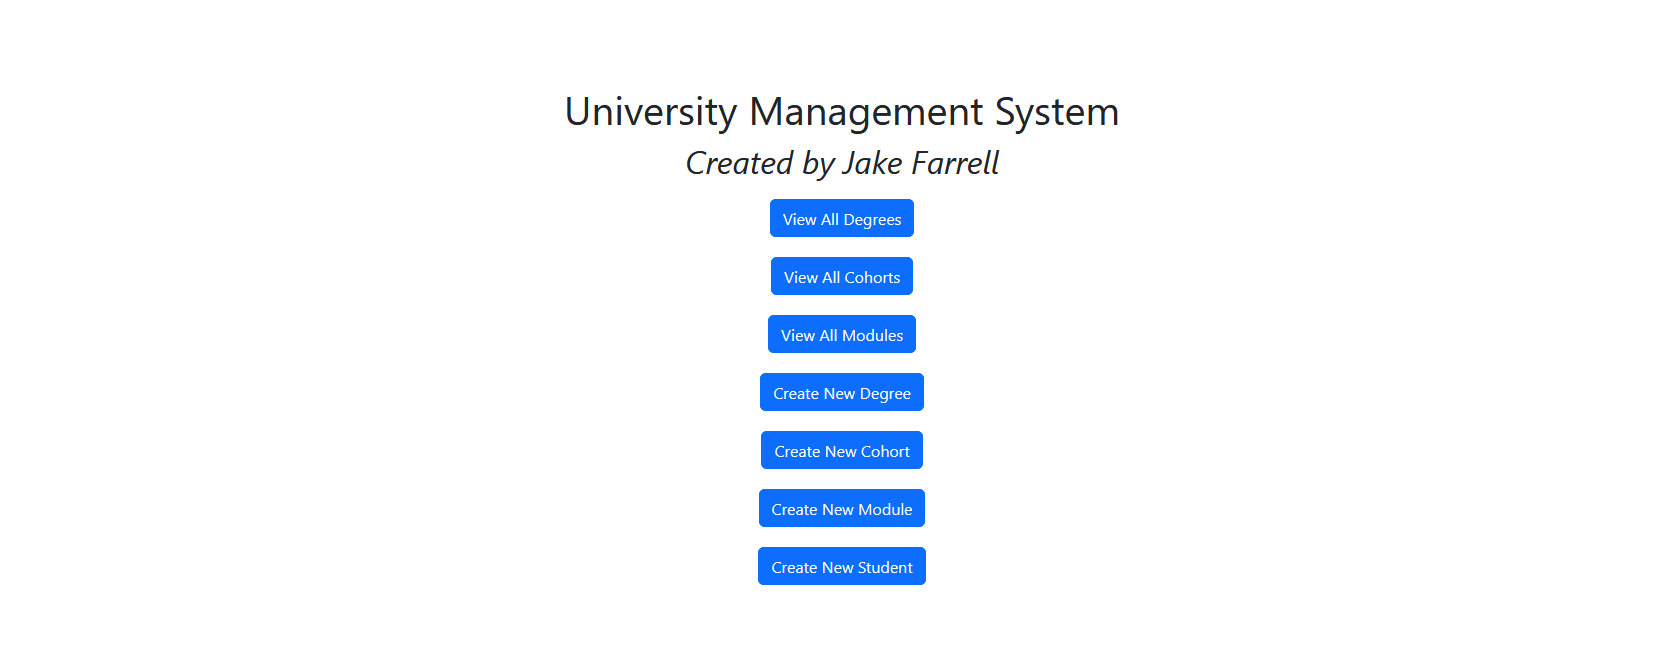 University Management System
Created by Jake Farrell
View All Degrees
View All Cohorts
View All Modules
Create New Degree
Create New Cohort
Create New Module
Create New Student